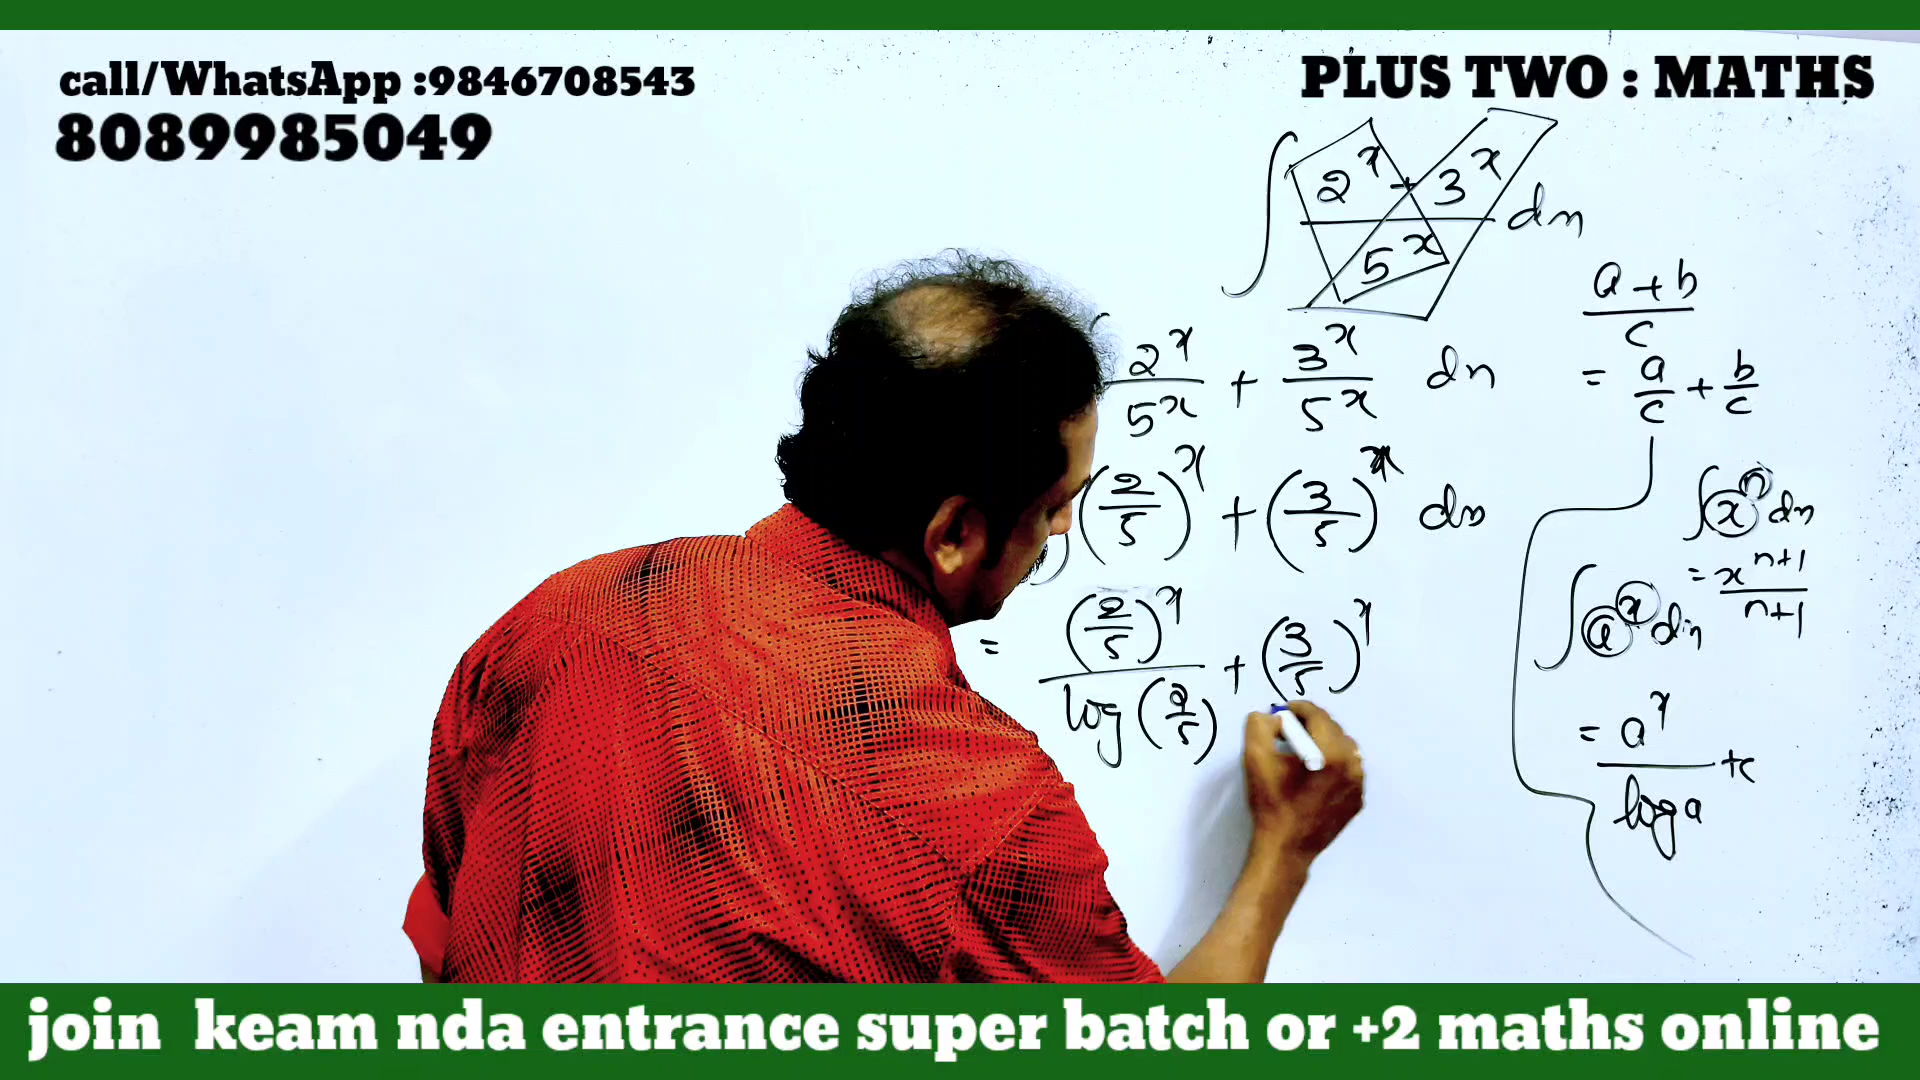 call/WhatsApp :9846708543
8089985049
PLUS TWO : MATHS
∫ (2^x + 3^x)/5^x dx
2^x/5^x + 3^x/5^x dx
(2/5)^x + (3/5)^x dx
= (2/5)^x / log(2/5) + (3/5)^x
(a + b)/c
= a/c + b/c
∫ x^n dx
= x^(n+1)/(n+1)
∫ a^x dx
= a^x / log a + c
join keam nda entrance super batch or +2 maths online